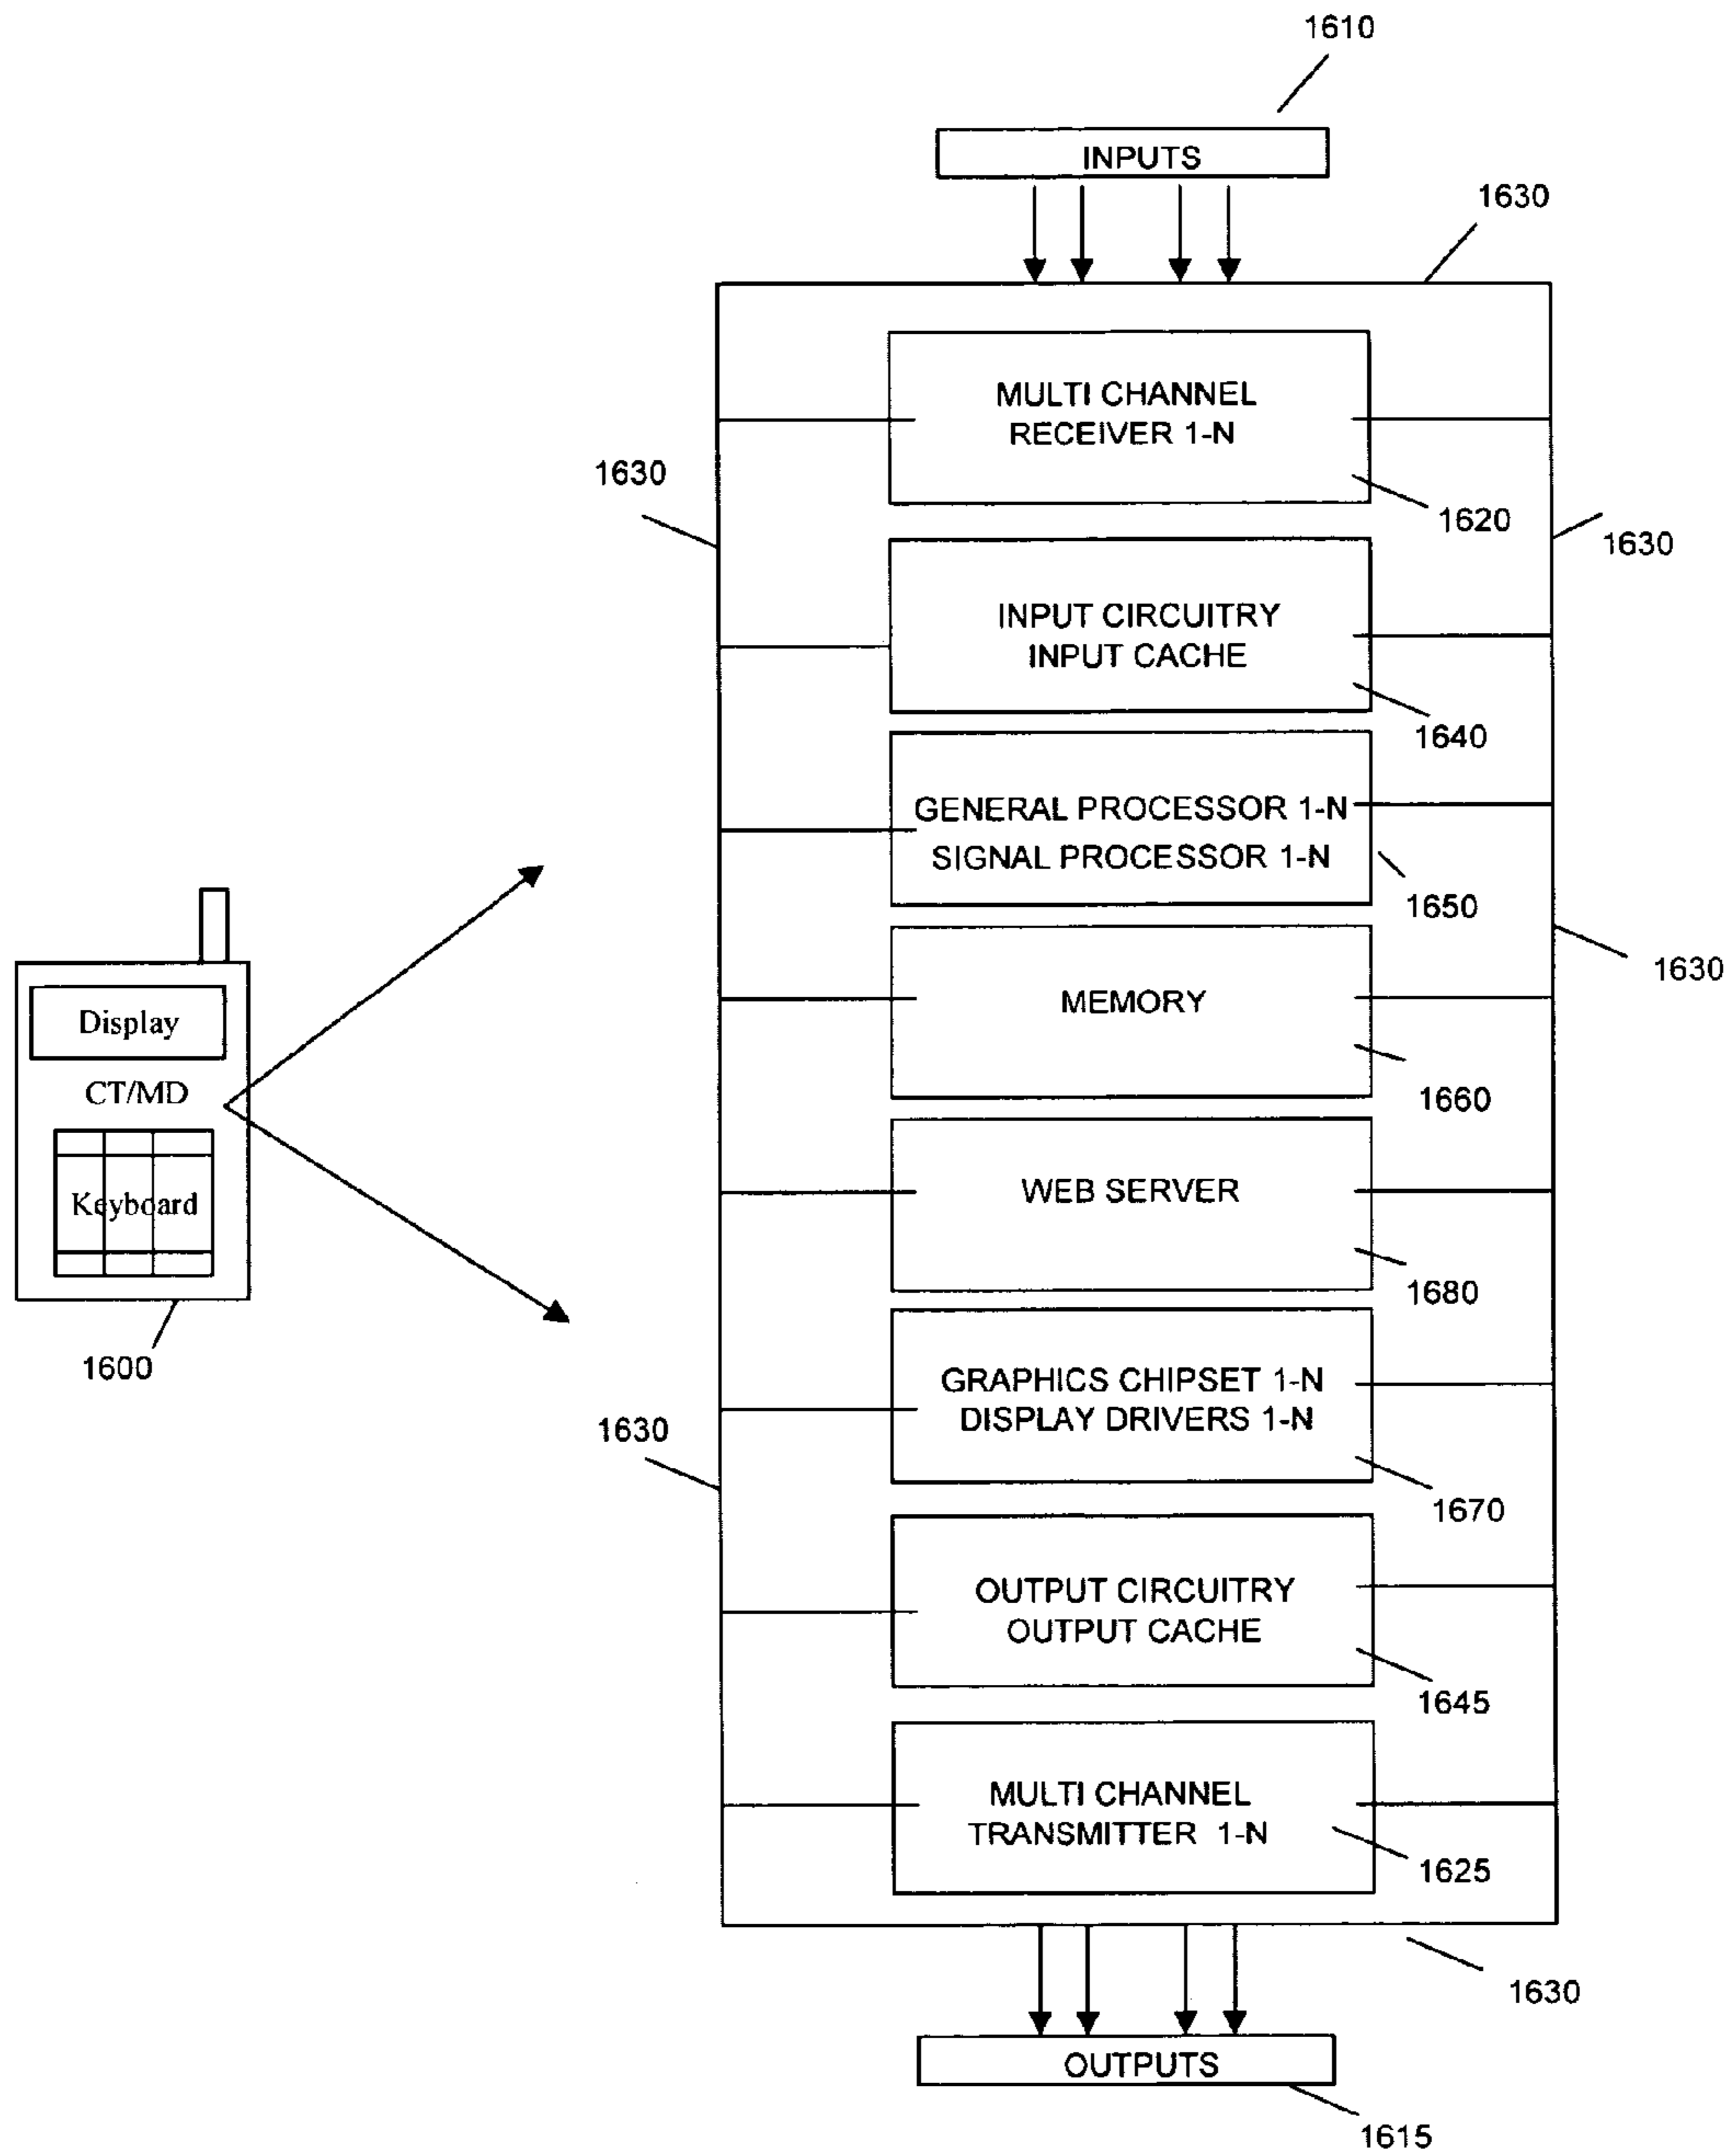 1610
INPUTS
1630
MULTI CHANNEL
RECEIVER 1-N
1630
1620
1630
INPUT CIRCUITRY
INPUT CACHE
1640
GENERAL PROCESSOR 1-N
SIGNAL PROCESSOR 1-N
1650
1630
MEMORY
1660
Display
CT/MD
Keyboard
1600
WEB SERVER
1680
GRAPHICS CHIPSET 1-N
DISPLAY DRIVERS 1-N
1630
1670
OUTPUT CIRCUITRY
OUTPUT CACHE
1645
MULTI CHANNEL
TRANSMITTER 1-N
1625
1630
OUTPUTS
1615